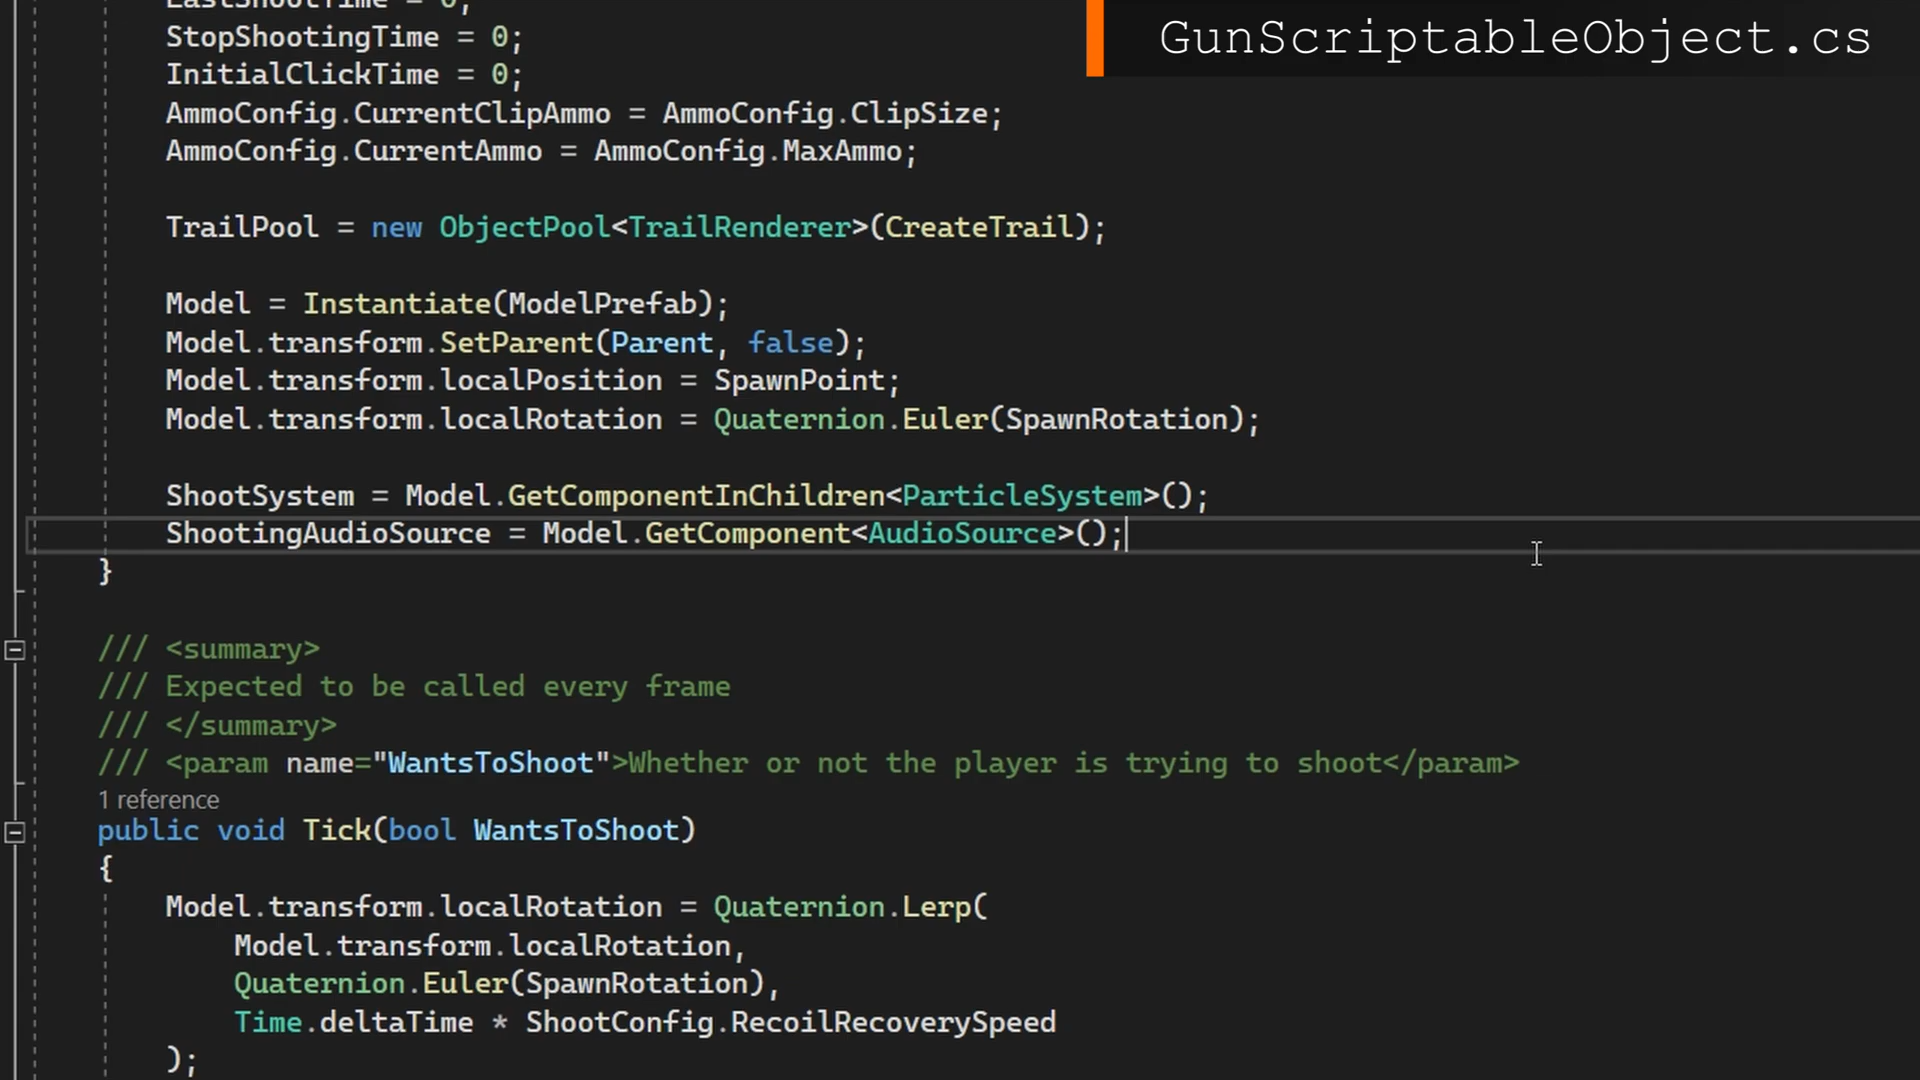 LastShootTime = 0;
GunScriptableObject.cs
StopShootingTime = 0;
InitialClickTime = 0;
AmmoConfig.CurrentClipAmmo = AmmoConfig.ClipSize;
AmmoConfig.CurrentAmmo = AmmoConfig.MaxAmmo;
TrailPool = new ObjectPool<TrailRenderer>(CreateTrail);
Model = Instantiate(ModelPrefab);
Model.transform.SetParent(Parent, false);
Model.transform.localPosition = SpawnPoint;
Model.transform.localRotation = Quaternion.Euler(SpawnRotation);
ShootSystem = Model.GetComponentInChildren<ParticleSystem>();
ShootingAudioSource = Model.GetComponent<AudioSource>();
}
/// <summary>
/// Expected to be called every frame
/// </summary>
/// <param name="WantsToShoot">Whether or not the player is trying to shoot</param>
1 reference
public void Tick(bool WantsToShoot)
{
Model.transform.localRotation = Quaternion.Lerp(
Model.transform.localRotation,
Quaternion.Euler(SpawnRotation),
Time.deltaTime * ShootConfig.RecoilRecoverySpeed
);